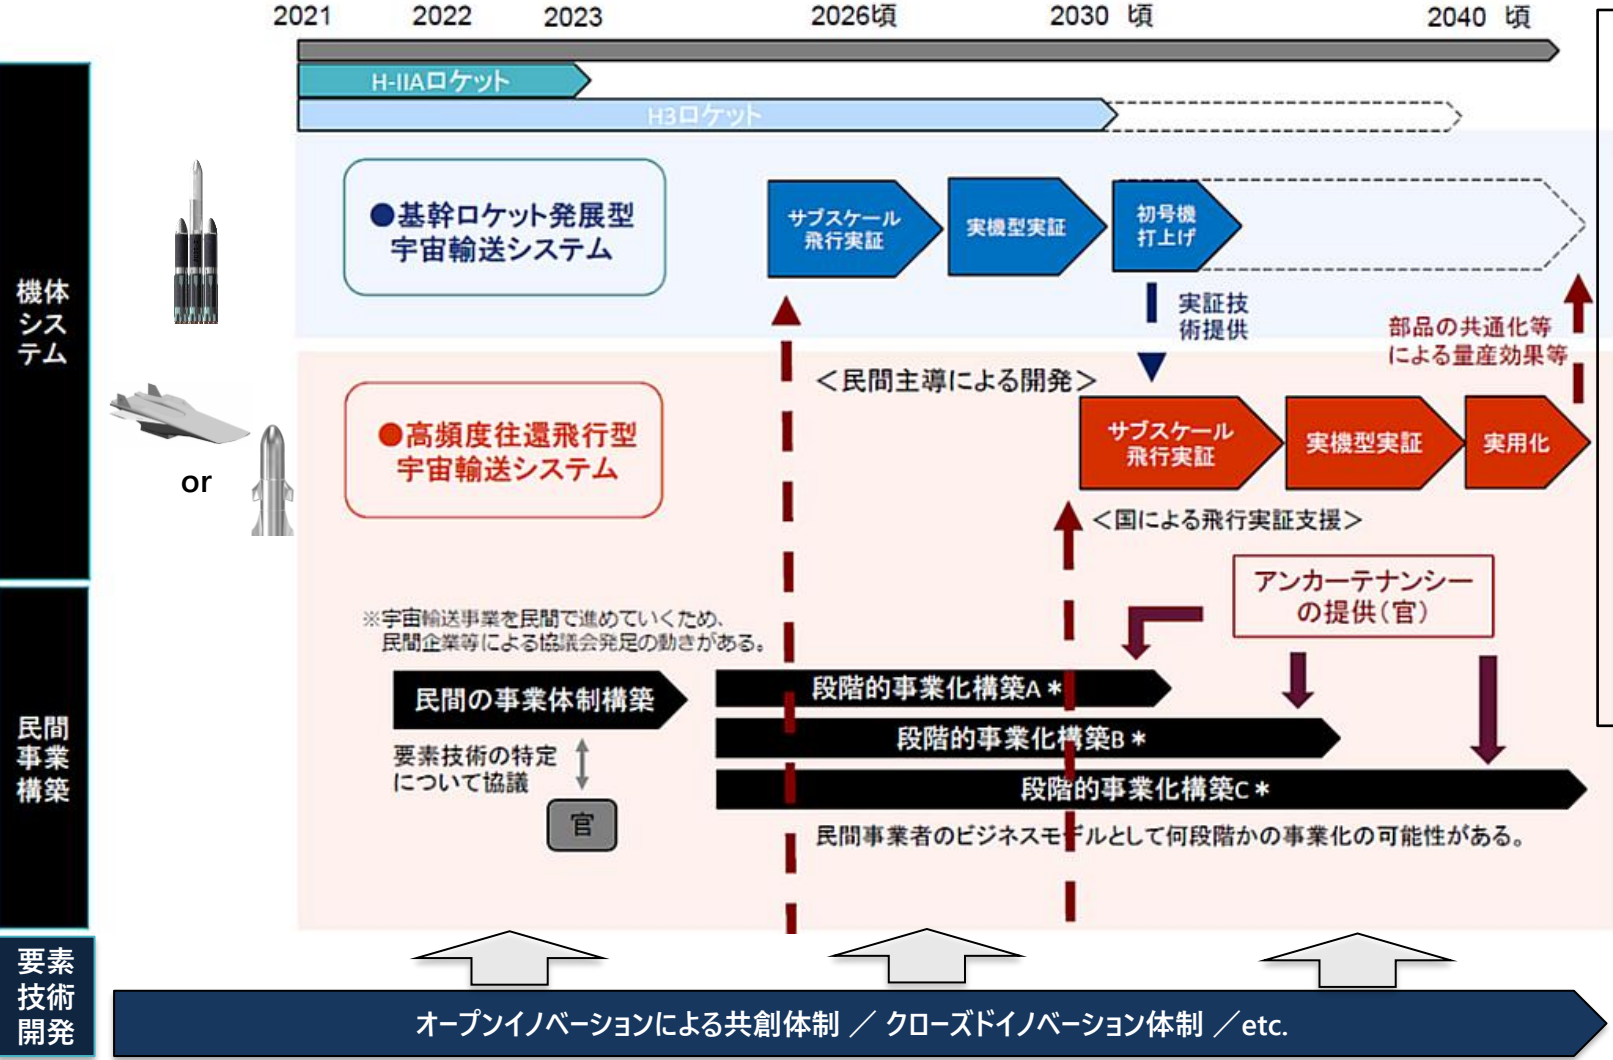 2021
2022
2023
2026頃
2030 頃
2040 頃
H-IIAロケット
H3ロケット
機体
シス
テム
●基幹ロケット発展型
宇宙輸送システム
サブスケール
飛行実証
実機型実証
初号機
打上げ
実証技
術提供
部品の共通化等
による量産効果等
<民間主導による開発>
or
●高頻度往還飛行型
宇宙輸送システム
サブスケール
飛行実証
実機型実証
実用化
<国による飛行実証支援>
アンカーテナンシー
の提供(官)
民間
事業
構築
※宇宙輸送事業を民間で進めていくため、
民間企業等による協議会発足の動きがある。
民間の事業体制構築
要素技術の特定
について協議
官
段階的事業化構築A*
段階的事業化構築B*
段階的事業化構築C*
民間事業者のビジネスモデルとして何段階かの事業化の可能性がある。
要素
技術
開発
オープンイノベーションによる共創体制 / クローズドイノベーション体制 /etc.